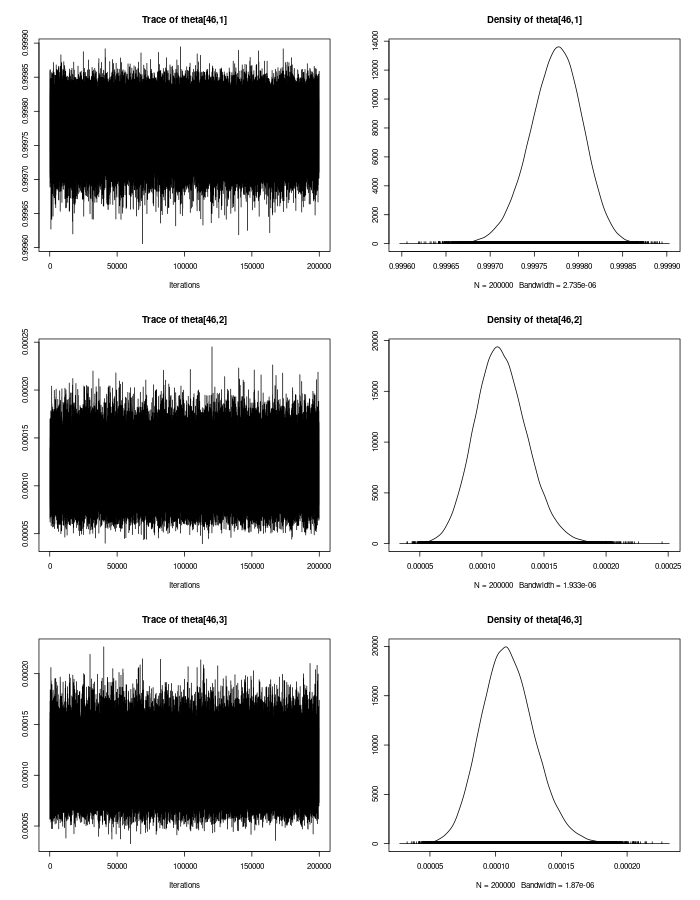 Trace of theta[46,1]
0.99960 0.99965 0.99970 0.99975 0.99980 0.99985 0.99990
0 50000 100000 150000 200000
Iterations
Density of theta[46,1]
0 2000 4000 6000 8000 10000 12000 14000
0.99960 0.99965 0.99970 0.99975 0.99980 0.99985 0.99990
N = 200000 Bandwidth = 2.735e-06
Trace of theta[46,2]
0.00005 0.00010 0.00015 0.00020 0.00025
0 50000 100000 150000 200000
Iterations
Density of theta[46,2]
0 5000 10000 15000 20000
0.00005 0.00010 0.00015 0.00020 0.00025
N = 200000 Bandwidth = 1.933e-06
Trace of theta[46,3]
0.00005 0.00010 0.00015 0.00020
0 50000 100000 150000 200000
Iterations
Density of theta[46,3]
0 5000 10000 15000 20000
0.00005 0.00010 0.00015 0.00020
N = 200000 Bandwidth = 1.87e-06